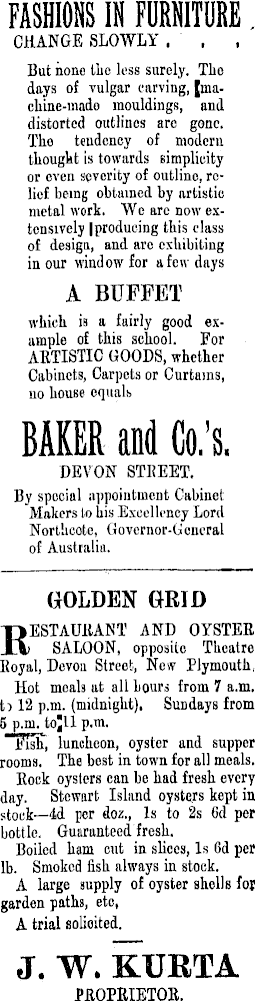 FASHIONS IN FURNITURE
CHANGE SLOWLY . . .
But none the less surely. The
days of vulgar carving, ma-
chine-made mouldings, and
distorted outlines are gone.
The tendency of modern
thought is towards simplicity
or even severity of outline, re-
lief being obtained by artistic
metal work. We are now ex-
tensively producing this class
of design, and are exhibiting
in our window for a few days
A BUFFET
which is a fairly good ex-
ample of this school. For
ARTISTIC GOODS, whether
Cabinets, Carpets or Curtains,
no house equals
BAKER and Co.'s.
DEVON STREET.
By special appointment Cabinet
Makers to his Excellency Lord
Northcote, Governor-General
of Australia.
GOLDEN GRID
RESTAURANT AND OYSTER
SALOON, opposite Theatre
Royal, Devon Street, New Plymouth.
Hot meals at all hours from 7 a.m.
to 12 p.m. (midnight). Sundays from
5 p.m. to 11 p.m.
Fish, luncheon, oyster and supper
rooms. The best in town for all meals.
Rock oysters can be had fresh every
day. Stewart Island oysters kept in
stock—4d per doz., 1s to 2s 6d per
bottle. Guaranteed fresh.
Boiled ham cut in slices, 1s 6d per
lb. Smoked fish always in stock.
A large supply of oyster shells for
garden paths, etc,
A trial solicited.
J. W. KURTA
PROPRIETOR.